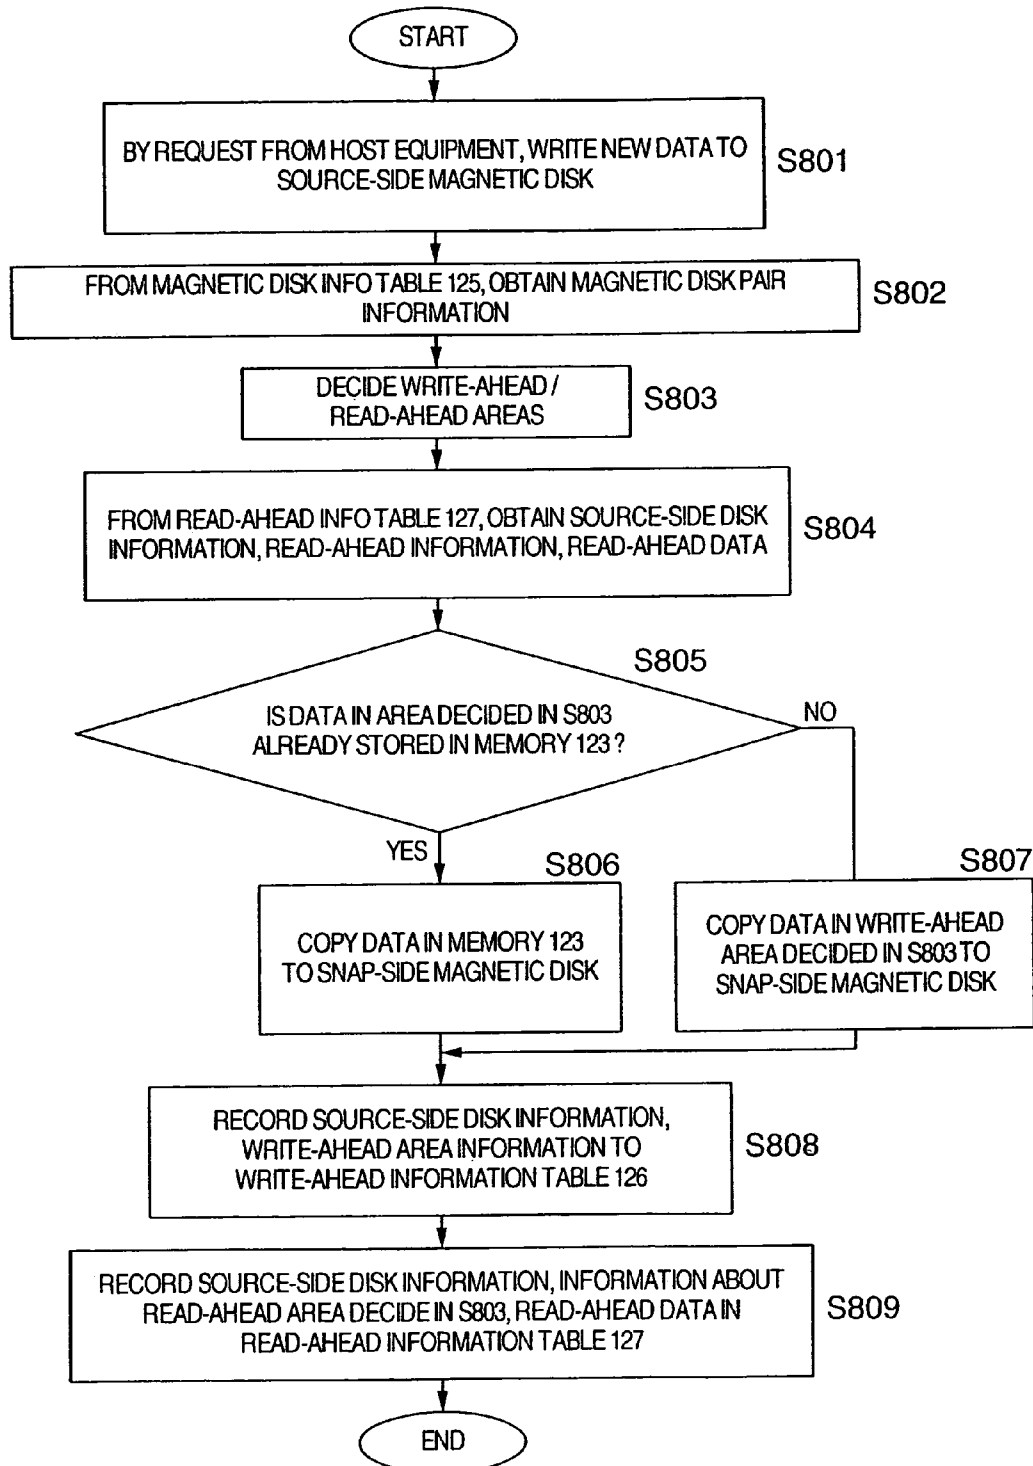 START
BY REQUEST FROM HOST EQUIPMENT, WRITE NEW DATA TO
SOURCE-SIDE MAGNETIC DISK
S801
FROM MAGNETIC DISK INFO TABLE 125, OBTAIN MAGNETIC DISK PAIR
INFORMATION
S802
DECIDE WRITE-AHEAD /
READ-AHEAD AREAS
S803
FROM READ-AHEAD INFO TABLE 127, OBTAIN SOURCE-SIDE DISK
INFORMATION, READ-AHEAD INFORMATION, READ-AHEAD DATA
S804
S805
IS DATA IN AREA DECIDED IN S803
ALREADY STORED IN MEMORY 123 ?
NO
YES
S806
COPY DATA IN MEMORY 123
TO SNAP-SIDE MAGNETIC DISK
S807
COPY DATA IN WRITE-AHEAD
AREA DECIDED IN S803 TO
SNAP-SIDE MAGNETIC DISK
RECORD SOURCE-SIDE DISK INFORMATION,
WRITE-AHEAD AREA INFORMATION TO
WRITE-AHEAD INFORMATION TABLE 126
S808
RECORD SOURCE-SIDE DISK INFORMATION, INFORMATION ABOUT
READ-AHEAD AREA DECIDE IN S803, READ-AHEAD DATA IN
READ-AHEAD INFORMATION TABLE 127
S809
END